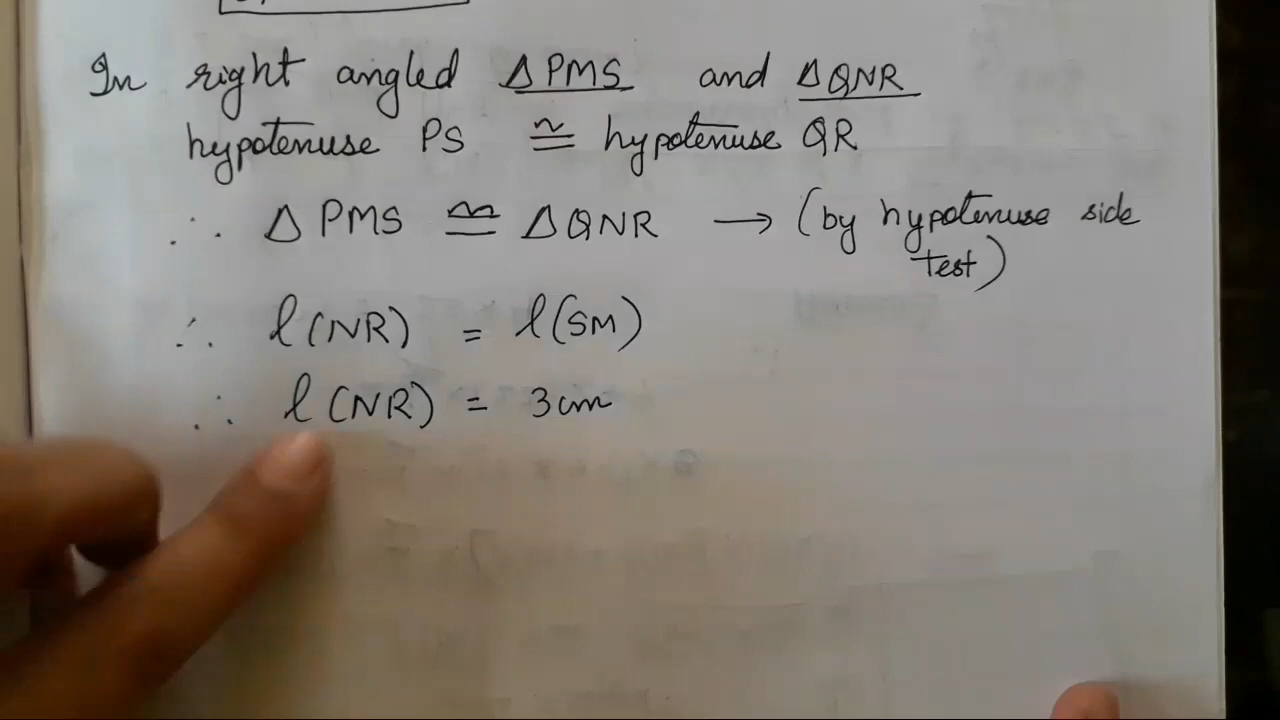 In right angled Δ PMS and Δ QNR
hypotenuse PS ≅ hypotenuse QR
∴ Δ PMS ≅ Δ QNR → (by hypotenuse side
test)
∴ l(NR) = l(SM)
∴ l(NR) = 3cm